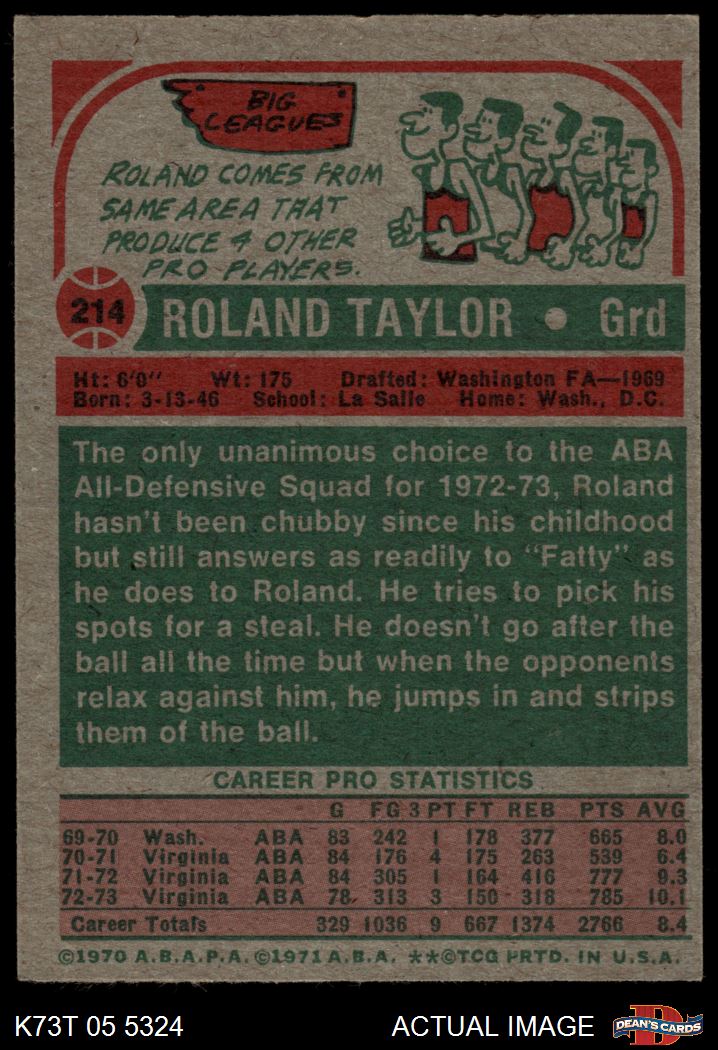 BIG
LEAGUES
ROLAND COMES FROM
SAME AREA THAT
PRODUCE 4 OTHER
PRO PLAYERS.
214 ROLAND TAYLOR • Grd
Ht: 6'0" Wt: 175 Drafted: Washington FA—1969
Born: 3-13-46 School: La Salle Home: Wash., D.C.
The only unanimous choice to the ABA
All-Defensive Squad for 1972-73, Roland
hasn't been chubby since his childhood
but still answers as readily to "Fatty" as
he does to Roland. He tries to pick his
spots for a steal. He doesn't go after the
ball all the time but when the opponents
relax against him, he jumps in and strips
them of the ball.
CAREER PRO STATISTICS
G FG 3 PT FT REB PTS AVG
69-70 Wash. ABA 83 242 1 178 377 665 8.0
70-71 Virginia ABA 84 176 4 175 263 539 6.4
71-72 Virginia ABA 84 305 1 164 416 777 9.3
72-73 Virginia ABA 78 313 3 150 318 785 10.1
Career Totals 329 1036 9 667 1374 2766 8.4
©1970 A.B.A.P.A. ©1971 A.B.A. **©TCG PRTD. IN U.S.A.
K73T 05 5324 ACTUAL IMAGE D DEAN'S CARDS